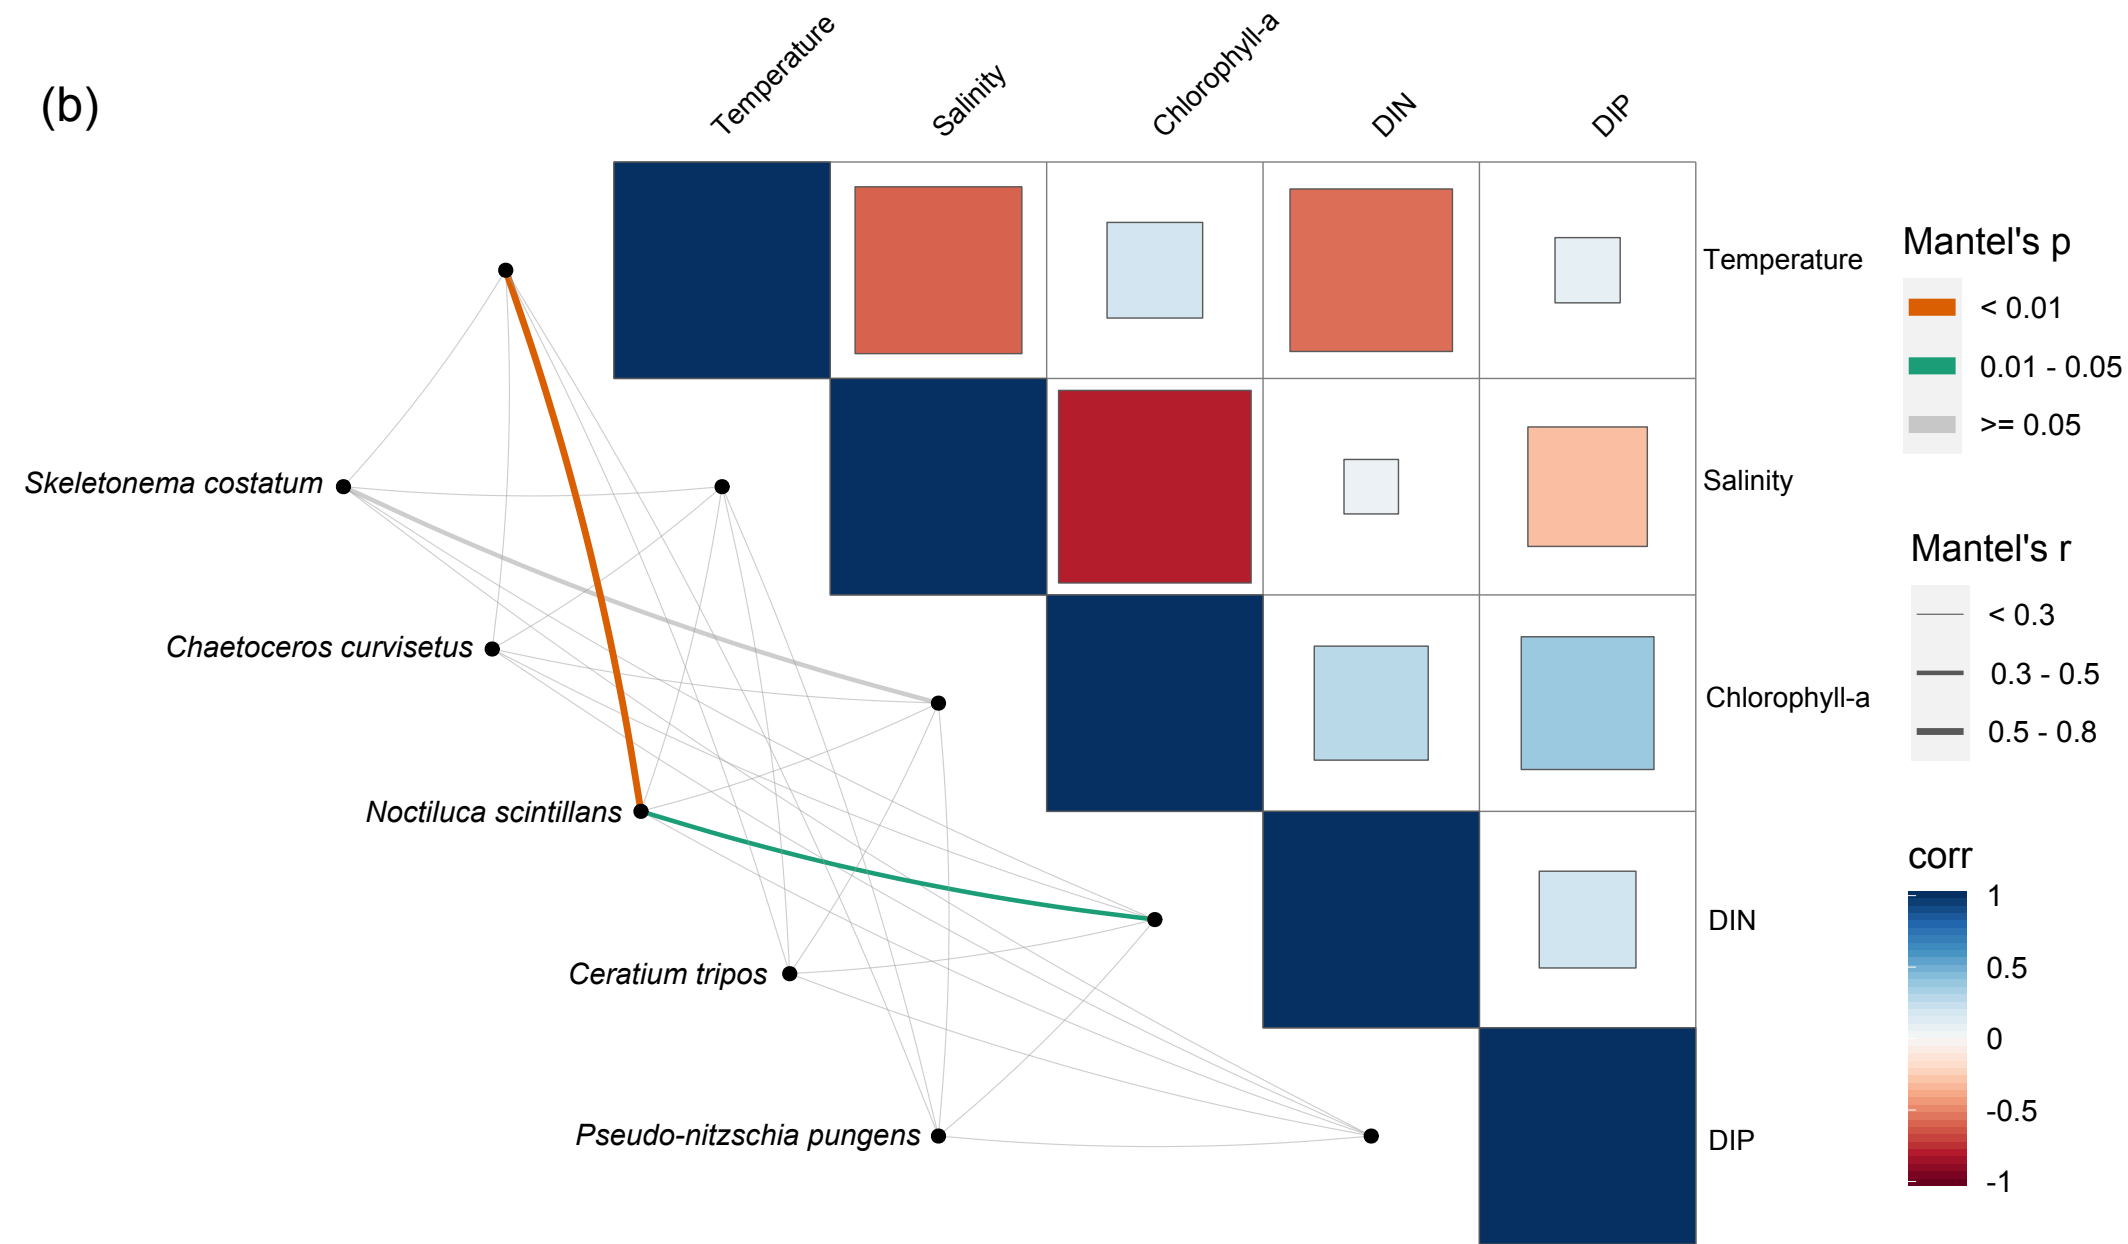 (b)
Temperature
Salinity
Chlorophyll-a
DIN
DIP
Temperature
Salinity
Chlorophyll-a
DIN
DIP
Skeletonema costatum
Chaetoceros curvisetus
Noctiluca scintillans
Ceratium tripos
Pseudo-nitzschia pungens
Mantel's p
< 0.01
0.01 - 0.05
>= 0.05
Mantel's r
< 0.3
0.3 - 0.5
0.5 - 0.8
corr
1
0.5
0
-0.5
-1